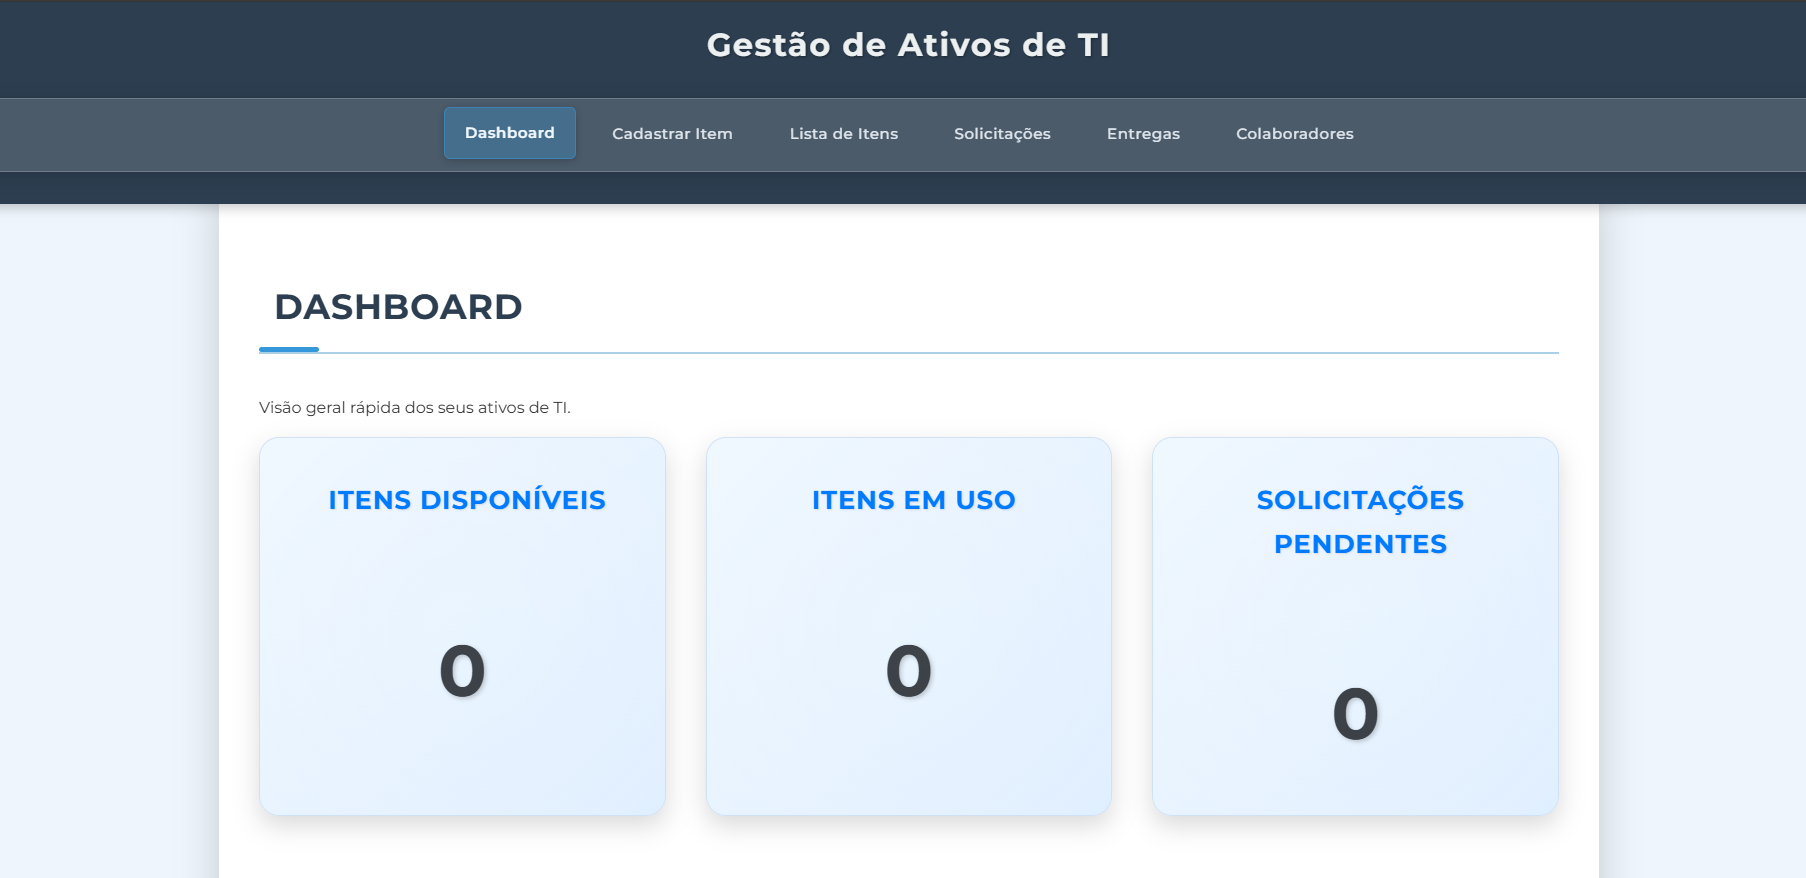 Gestão de Ativos de TI
Dashboard Cadastrar Item Lista de Itens Solicitações Entregas Colaboradores
DASHBOARD
Visão geral rápida dos seus ativos de TI.
ITENS DISPONÍVEIS
0
ITENS EM USO
0
SOLICITAÇÕES
PENDENTES
0